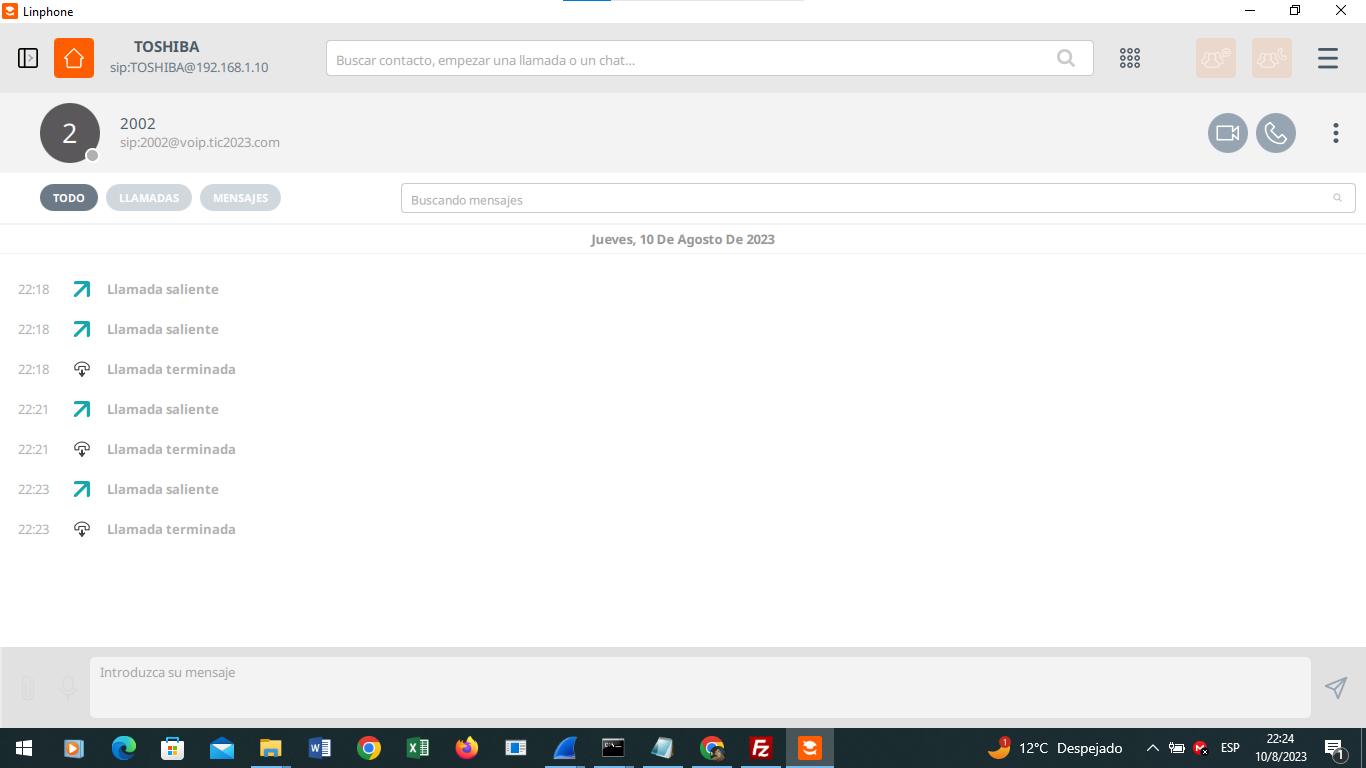 Linphone
TOSHIBA
sip:TOSHIBA@192.168.1.10
Buscar contacto, empezar una llamada o un chat...
2
2002
sip:2002@voip.tic2023.com
TODO
LLAMADAS
MENSAJES
Buscando mensajes
Jueves, 10 De Agosto De 2023
22:18 Llamada saliente
22:18 Llamada saliente
22:18 Llamada terminada
22:21 Llamada saliente
22:21 Llamada terminada
22:23 Llamada saliente
22:23 Llamada terminada
Introduzca su mensaje
1
12°C Despejado
ESP
22:24
10/8/2023
1